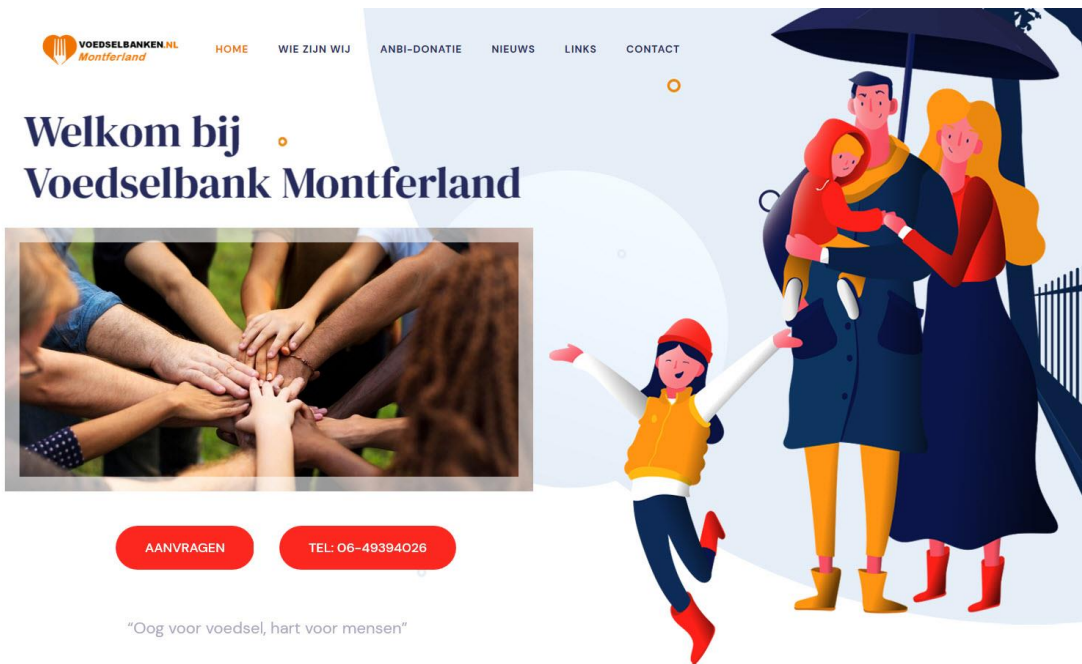 VOEDSELBANKEN.NL
Montferland
HOME WIE ZIJN WIJ ANBI-DONATIE NIEUWS LINKS CONTACT
Welkom bij
Voedselbank Montferland
AANVRAGEN TEL: 06-49394026
“Oog voor voedsel, hart voor mensen”